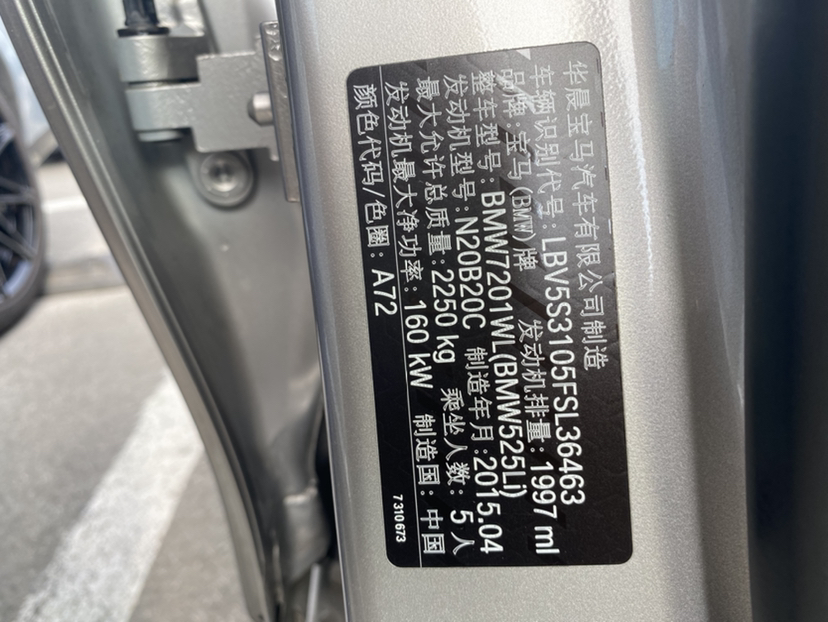 华晨宝马汽车有限公司制造
车辆识别代号: LBV5S3105FSL36463
品牌: 宝马(BMW)牌 发动机排量: 1997 ml
整车型号: BMW7201WL(BMW525Li)
发动机型号: N20B20C 制造年月: 2015.04
最大允许总质量: 2250 kg 乘坐人数: 5 人
发动机最大净功率: 160 kW 制造国: 中国
颜色代码/色圈: A72
7 310 673